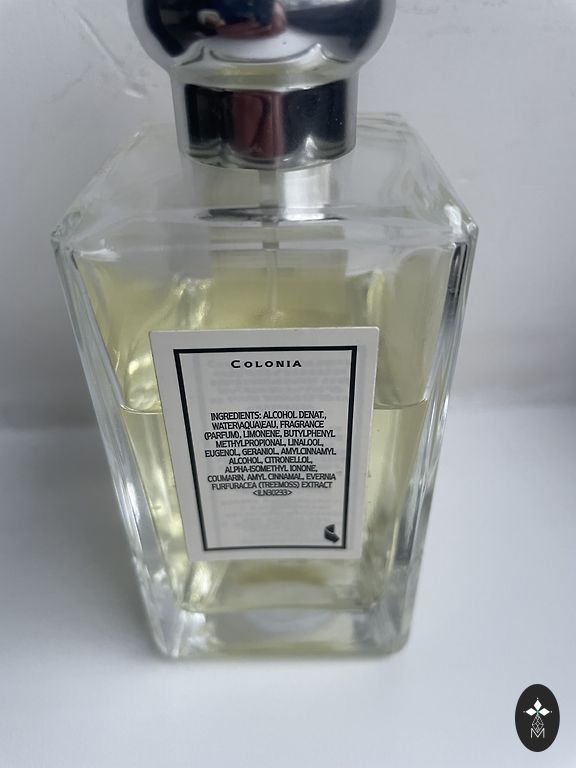 COLONIA
INGREDIENTS: ALCOHOL DENAT.,
WATER\AQUA\EAU, FRAGRANCE
(PARFUM), LIMONENE, BUTYLPHENYL
METHYLPROPIONAL, LINALOOL,
EUGENOL, GERANIOL, AMYLCINNAMYL
ALCOHOL, CITRONELLOL,
ALPHA-ISOMETHYL IONONE,
COUMARIN, AMYL CINNAMAL, EVERNIA
FURFURACEA (TREEMOSS) EXTRACT
<ILN30233>
M